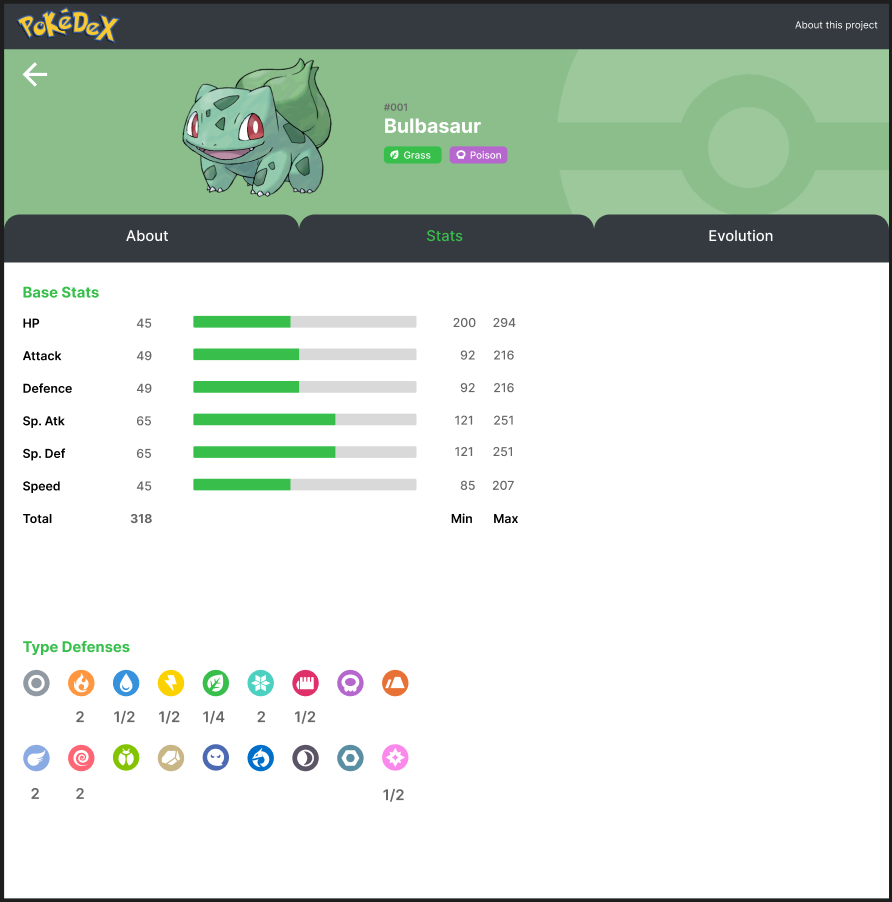 PoKéDeX
About this project
#001
Bulbasaur
Grass Poison
About Stats Evolution
Base Stats
HP 45 200 294
Attack 49 92 216
Defence 49 92 216
Sp. Atk 65 121 251
Sp. Def 65 121 251
Speed 45 85 207
Total 318 Min Max
Type Defenses
2 1/2 1/2 1/4 2 1/2
2 2 1/2